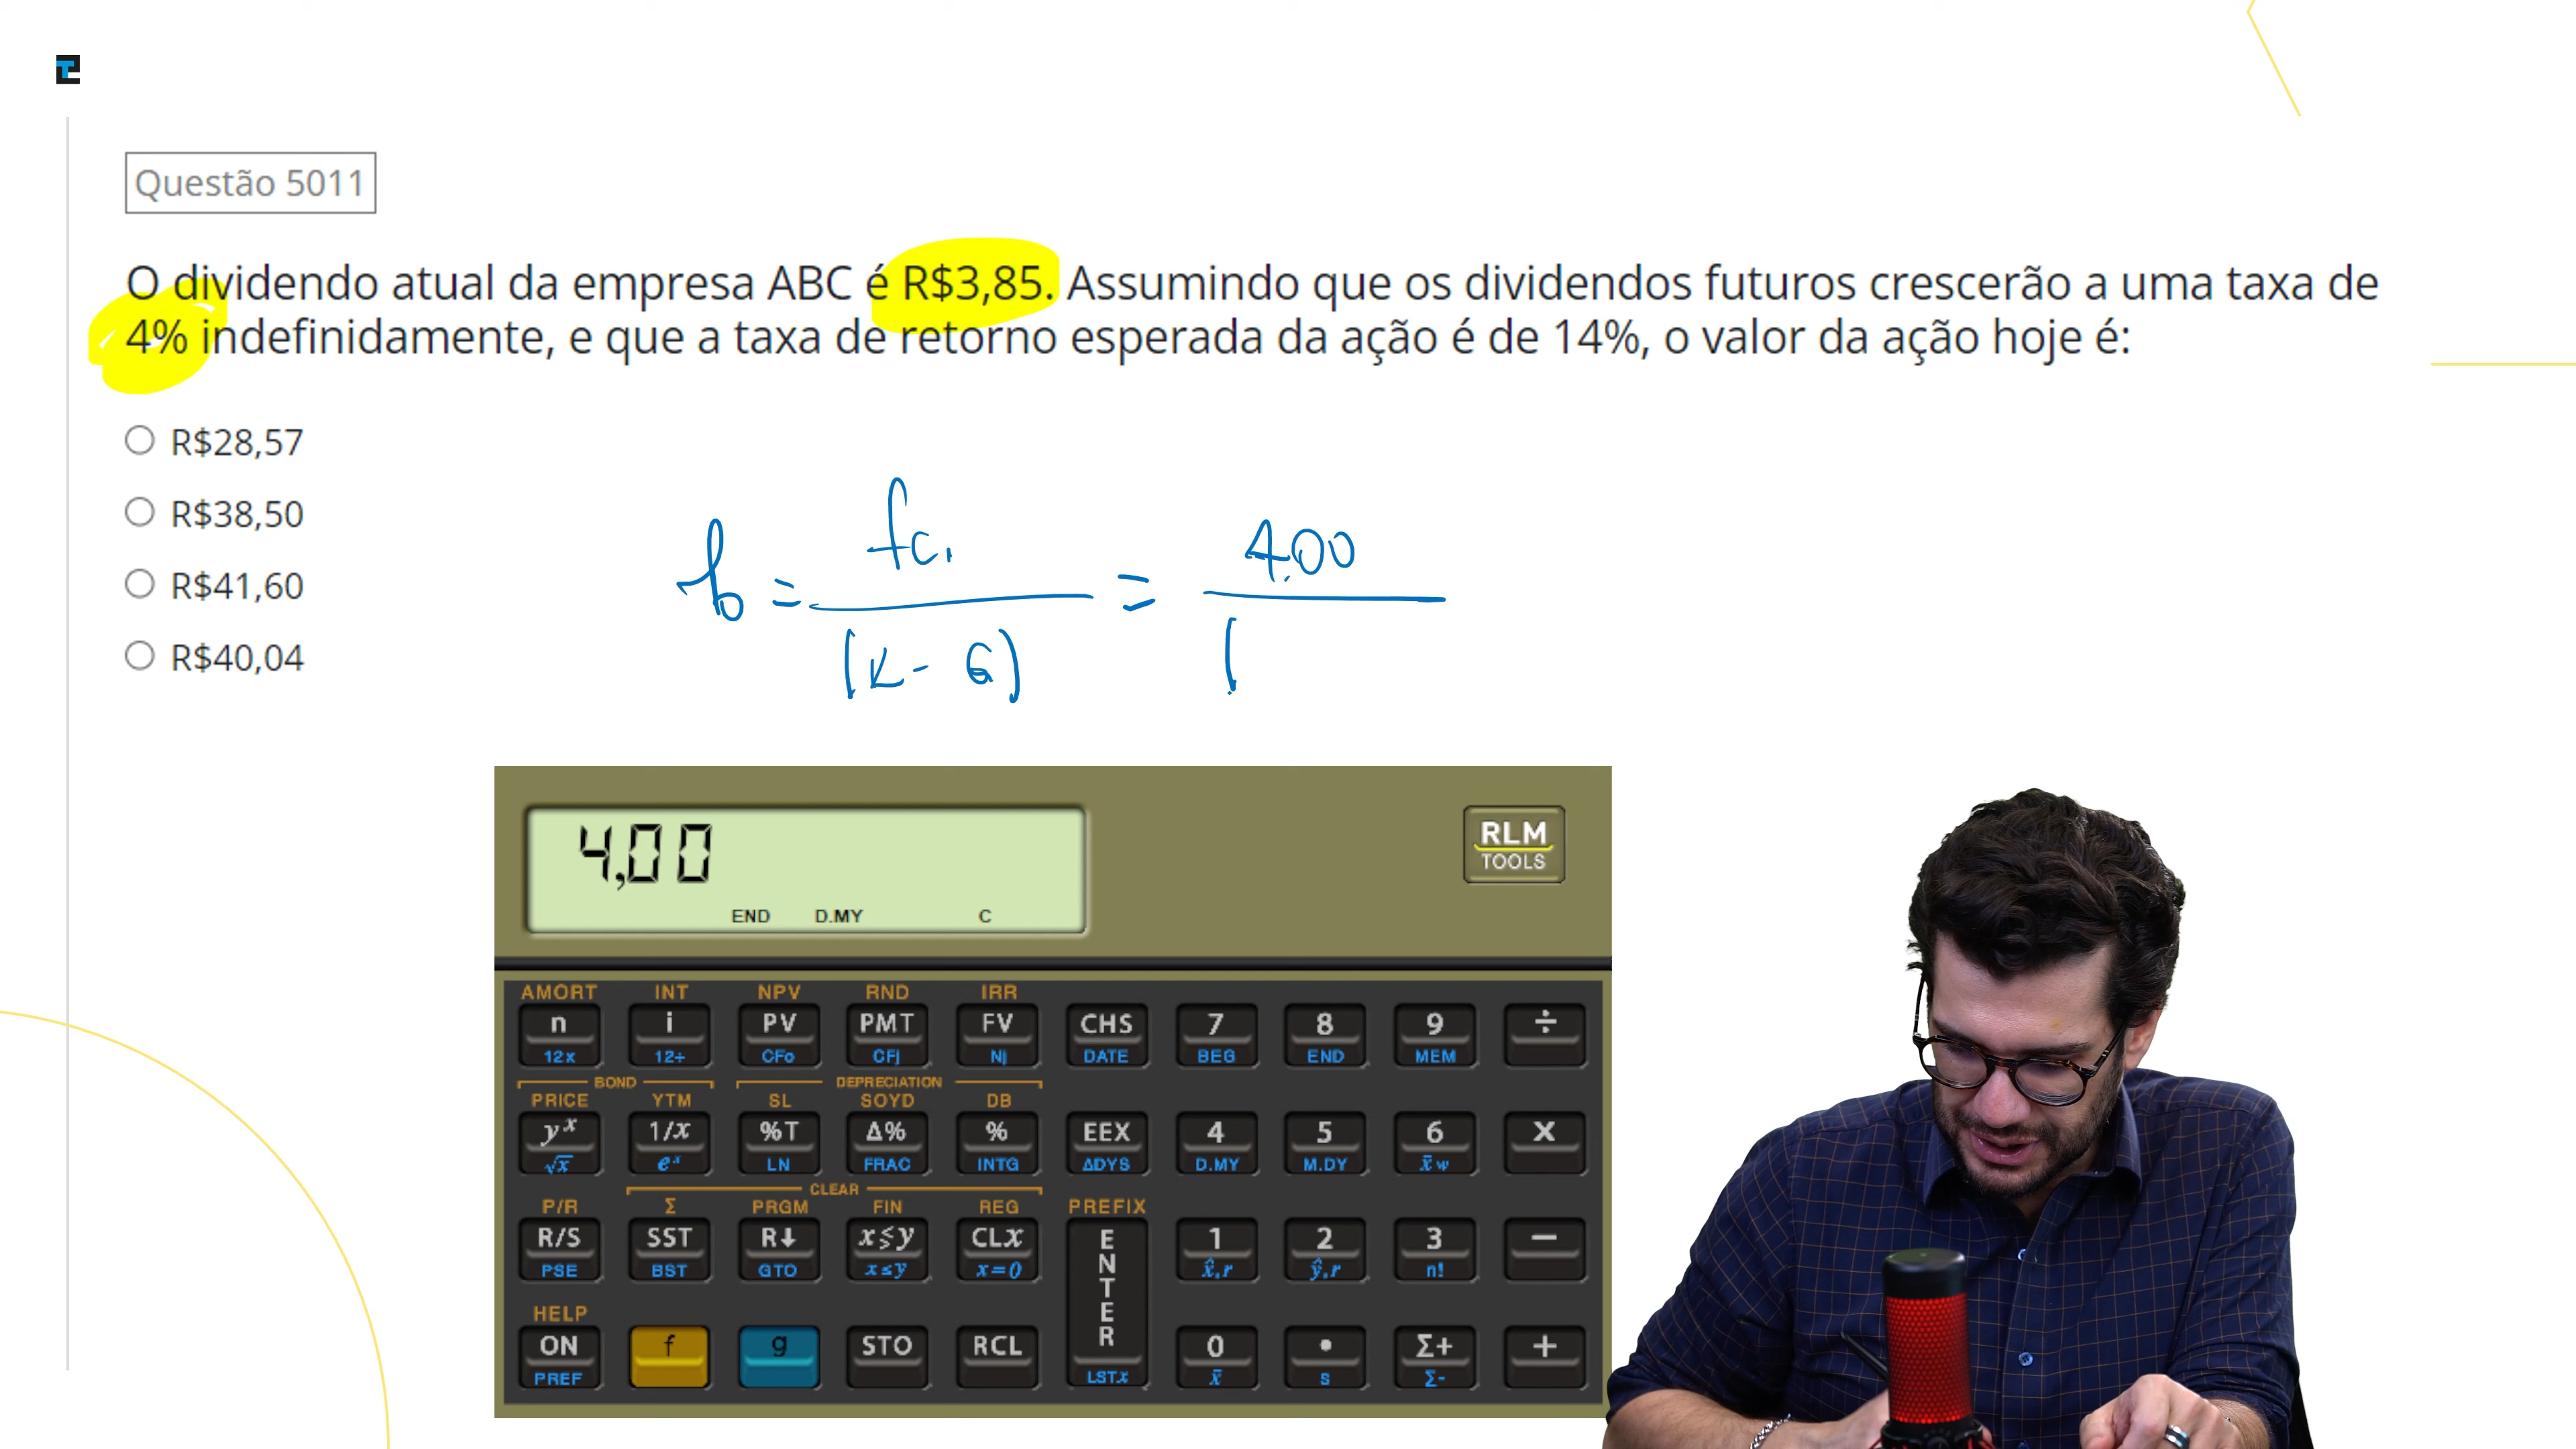 Questão 5011
O dividendo atual da empresa ABC é R$3,85. Assumindo que os dividendos futuros crescerão a uma taxa de
4% indefinidamente, e que a taxa de retorno esperada da ação é de 14%, o valor da ação hoje é:
R$28,57
R$38,50
R$41,60
R$40,04
fc1
= = 4.00
(K - G) (
4,00
END D.MY C
RLM
TOOLS
AMORT INT NPV RND IRR
n i PV PMT FV CHS 7 8 9 ÷
12x 12÷ CFo CFj Nj DATE BEG END MEM
BOND DEPRECIATION
PRICE YTM SL SOYD DB
yx 1/x %T Δ% % EEX 4 5 6 X
√x ex LN FRAC INTG ΔDYS D.MY M.DY x̄w
CLEAR
P/R Σ PRGM FIN REG PREFIX
R/S SST R↓ x≶y CLx ENTER 1 2 3 −
PSE BST GTO x≤y x=0 x̂,r ŷ,r n!
HELP
ON f g STO RCL 0 • Σ+ +
PREF LSTx x̄ s Σ-